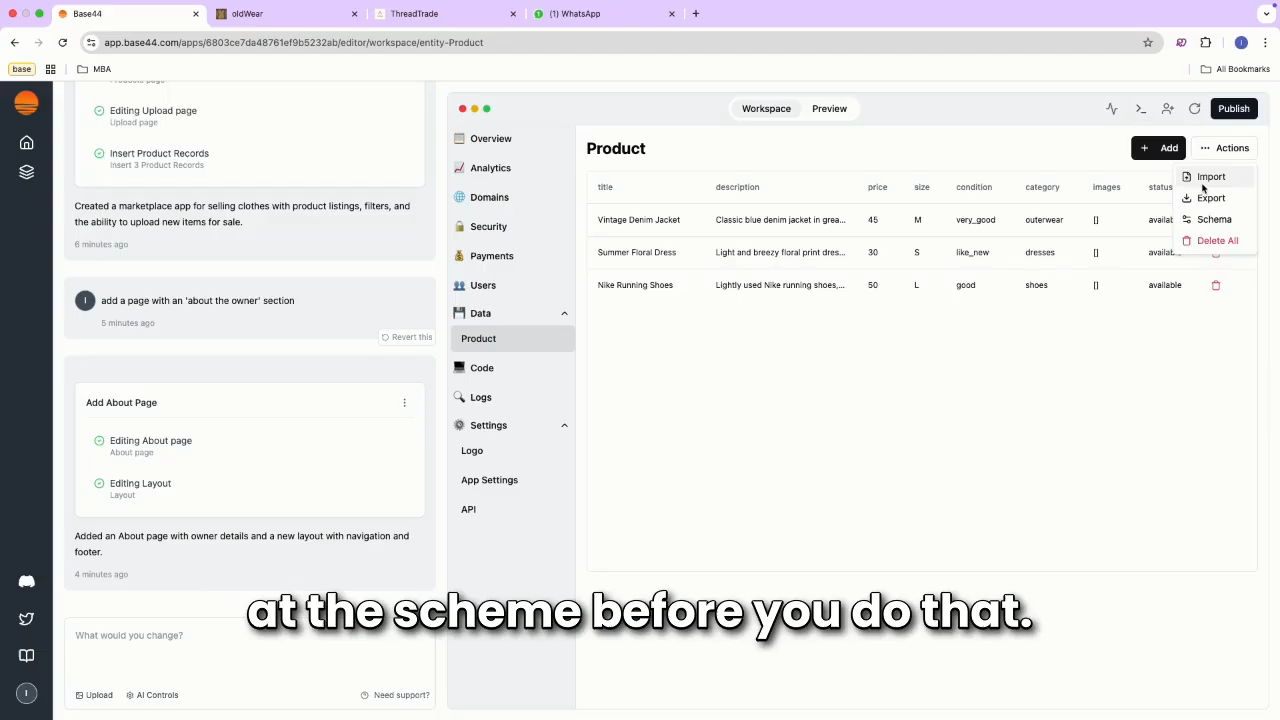 Base44
oldWear
ThreadTrade
(1) WhatsApp
app.base44.com/apps/6803ce7da48761ef9b5232ab/editor/workspace/entity-Product
I
base
MBA
All Bookmarks
Products page
Editing Upload page
Upload page
Insert Product Records
Insert 3 Product Records
Created a marketplace app for selling clothes with product listings, filters, and
the ability to upload new items for sale.
6 minutes ago
I
add a page with an 'about the owner' section
5 minutes ago
Revert this
Add About Page
Editing About page
About page
Editing Layout
Layout
Added an About page with owner details and a new layout with navigation and
footer.
4 minutes ago
What would you change?
Upload
AI Controls
Need support?
I
Workspace
Preview
Publish
Overview
Analytics
Domains
Security
Payments
Users
Data
Product
Code
Logs
Settings
Logo
App Settings
API
Product
+ Add
Actions
Import
Export
Schema
Delete All
title description price size condition category images status
Vintage Denim Jacket Classic blue denim jacket in grea... 45 M very_good outerwear [] available
Summer Floral Dress Light and breezy floral print dres... 30 S like_new dresses [] available
Nike Running Shoes Lightly used Nike running shoes,... 50 L good shoes [] available
at the scheme before you do that.